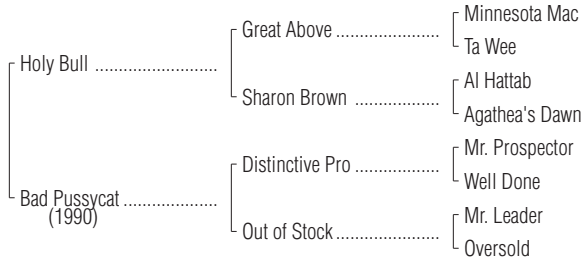 Minnesota Mac
Great Above ........................
Ta Wee
Holy Bull ............................
Al Hattab
Sharon Brown ...................
Agathea's Dawn
Mr. Prospector
Distinctive Pro ...................
Well Done
Bad Pussycat .....................
(1990)
Mr. Leader
Out of Stock .......................
Oversold